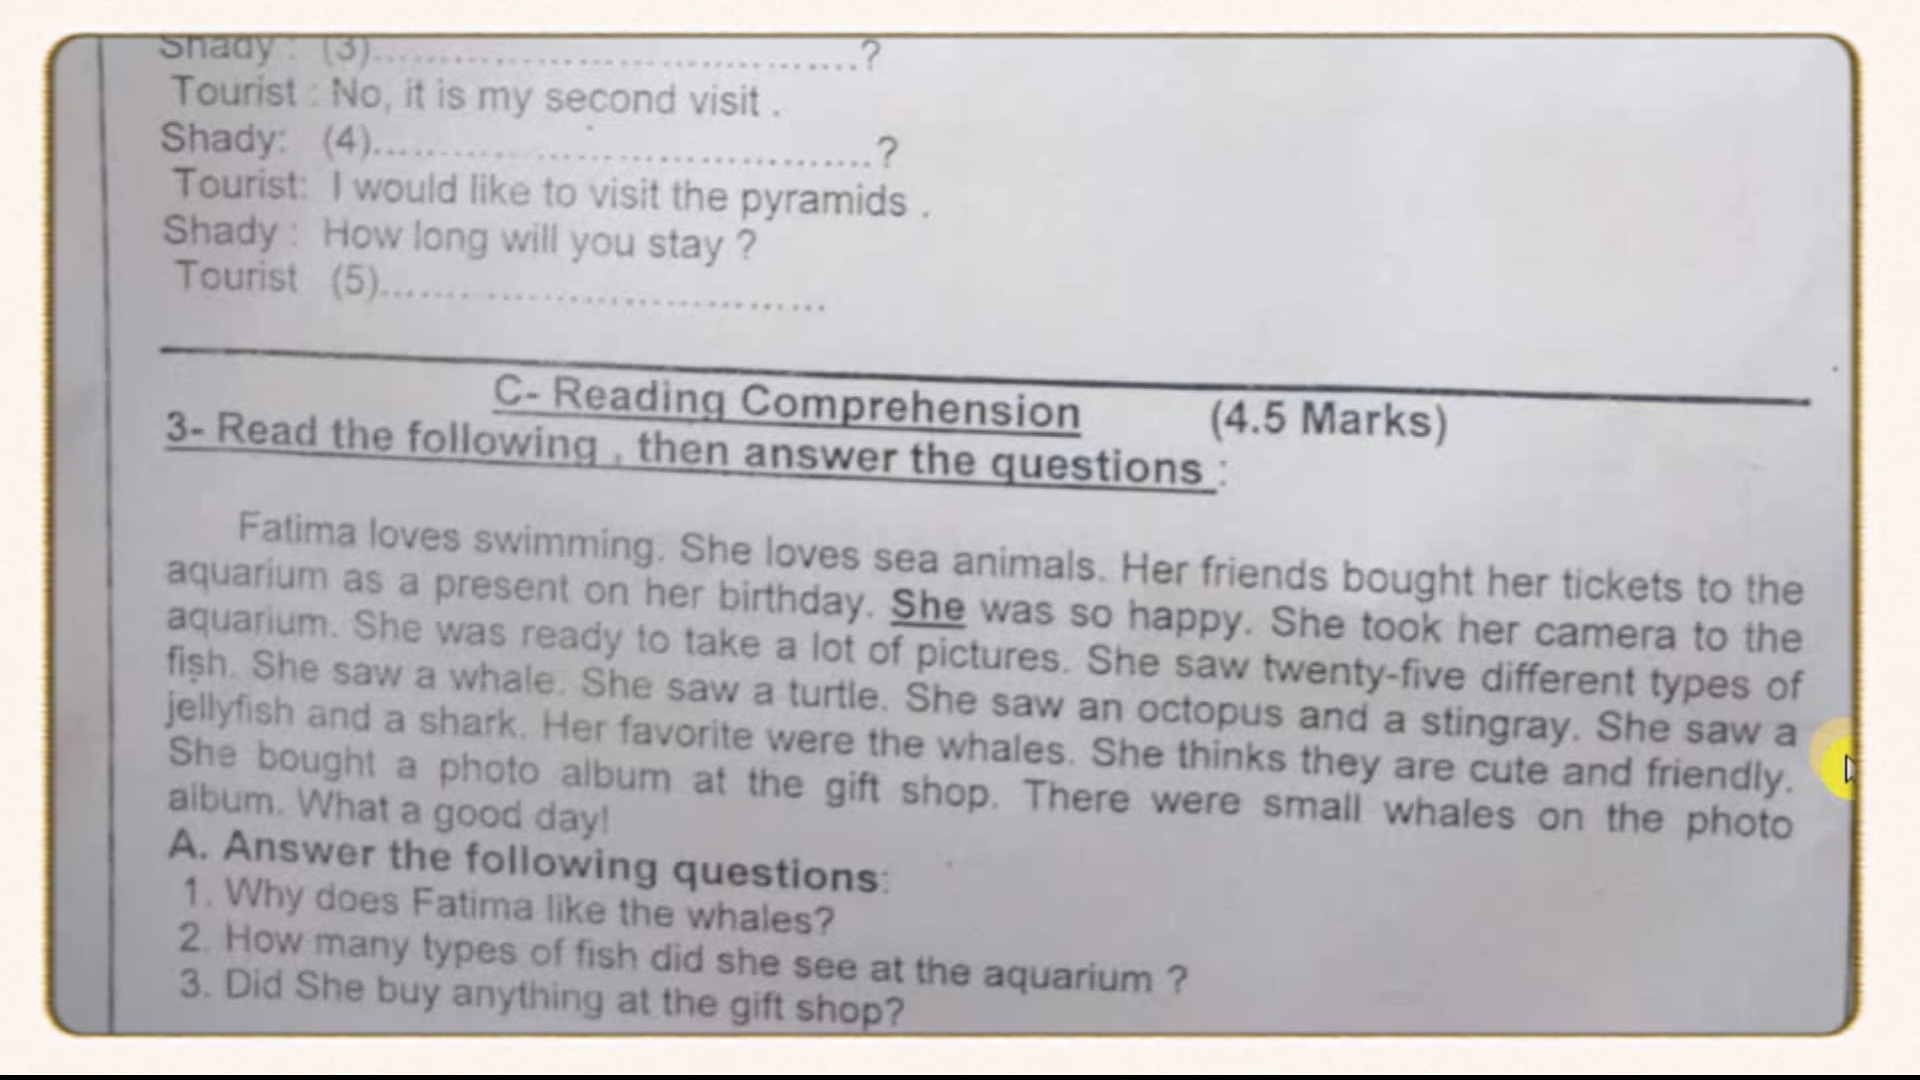 Shady : (3)..........................................?
Tourist : No, it is my second visit .
Shady: (4)..........................................?
Tourist: I would like to visit the pyramids .
Shady : How long will you stay ?
Tourist (5)......................................
C- Reading Comprehension (4.5 Marks)
3- Read the following , then answer the questions :
Fatima loves swimming. She loves sea animals. Her friends bought her tickets to the
aquarium as a present on her birthday. She was so happy. She took her camera to the
aquarium. She was ready to take a lot of pictures. She saw twenty-five different types of
fish. She saw a whale. She saw a turtle. She saw an octopus and a stingray. She saw a
jellyfish and a shark. Her favorite were the whales. She thinks they are cute and friendly.
She bought a photo album at the gift shop. There were small whales on the photo
album. What a good day!
A. Answer the following questions:
1. Why does Fatima like the whales?
2. How many types of fish did she see at the aquarium ?
3. Did She buy anything at the gift shop?